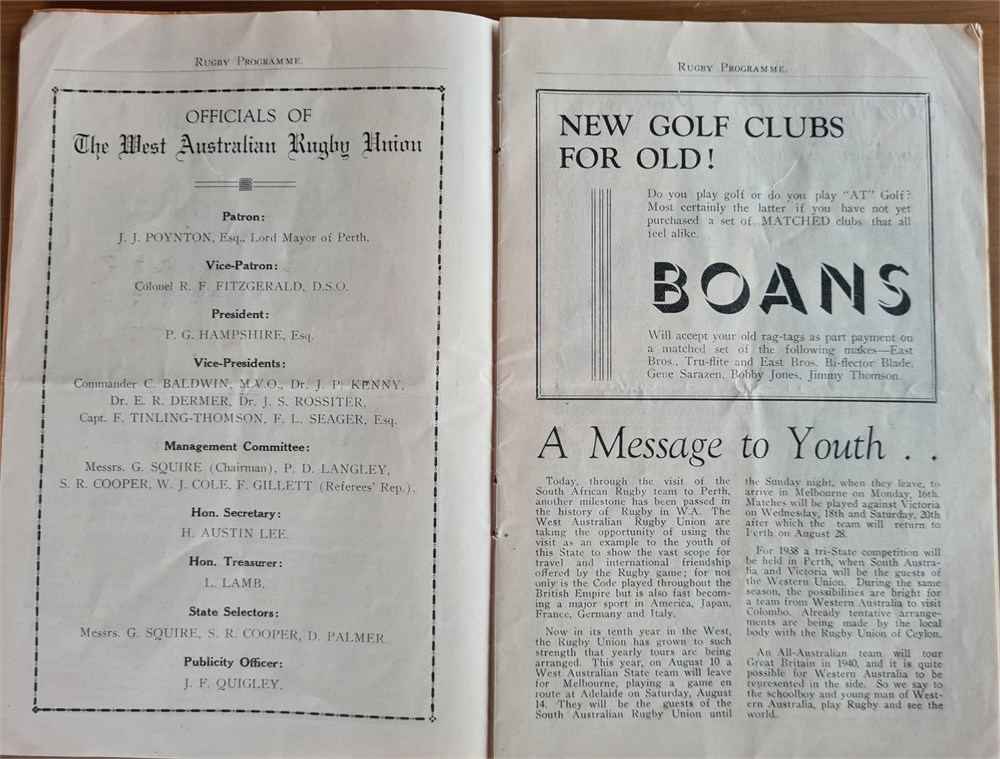 RUGBY PROGRAMME.
OFFICIALS OF
The West Australian Rugby Union
Patron:
J. J. POYNTON, Esq., Lord Mayor of Perth.
Vice-Patron:
Colonel R. F. FITZGERALD, D.S.O.
President:
P. G. HAMPSHIRE, Esq.
Vice-Presidents:
Commander C. BALDWIN, M.V.O., Dr. J. P. KENNY,
Dr. E. R. DERMER, Dr. J. S. ROSSITER,
Capt. F. TINLING-THOMSON, F. L. SEAGER, Esq.
Management Committee:
Messrs. G. SQUIRE (Chairman), P. D. LANGLEY,
S. R. COOPER, W. J. COLE, F. GILLETT (Referees' Rep.).
Hon. Secretary:
H. AUSTIN LEE.
Hon. Treasurer:
L. LAMB.
State Selectors:
Messrs. G. SQUIRE, S. R. COOPER, D. PALMER.
Publicity Officer:
J. F. QUIGLEY.
RUGBY PROGRAMME.
NEW GOLF CLUBS
FOR OLD!
Do you play golf or do you play "AT" Golf?
Most certainly the latter if you have not yet
purchased a set of MATCHED clubs that all
feel alike.
BOANS
Will accept your old rag-tags as part payment on
a matched set of the following makes—East
Bros., Tru-flite and East Bros. Bi-flector Blade,
Gene Sarazen, Bobby Jones, Jimmy Thomson.
A Message to Youth . .
Today, through the visit of the
South African Rugby team to Perth,
another milestone has been passed in
the history of Rugby in W.A. The
West Australian Rugby Union are
taking the opportunity of using the
visit as an example to the youth of
this State to show the vast scope for
travel and international friendship
offered by the Rugby game; for not
only is the Code played throughout the
British Empire but is also fast becom-
ing a major sport in America, Japan,
France, Germany and Italy.
Now in its tenth year in the West,
the Rugby Union has grown to such
strength that yearly tours are being
arranged. This year, on August 10 a
West Australian State team will leave
for Melbourne, playing a game en
route at Adelaide on Saturday, August
14. They will be the guests of the
South Australian Rugby Union until
the Sunday night, when they leave, to
arrive in Melbourne on Monday, 16th.
Matches will be played against Victoria
on Wednesday, 18th and Saturday, 20th
after which the team will return to
Perth on August 28.
For 1938 a tri-State competition will
be held in Perth, when South Austra-
lia and Victoria will be the guests of
the Western Union. During the same
season, the possibilities are bright for
a team from Western Australia to visit
Colombo. Already tentative arrange-
ments are being made by the local
body with the Rugby Union of Ceylon.
An All-Australian team will tour
Great Britain in 1940, and it is quite
possible for Western Australia to be
represented in the side. So we say to
the schoolboy and young man of West-
ern Australia, play Rugby and see the
world.